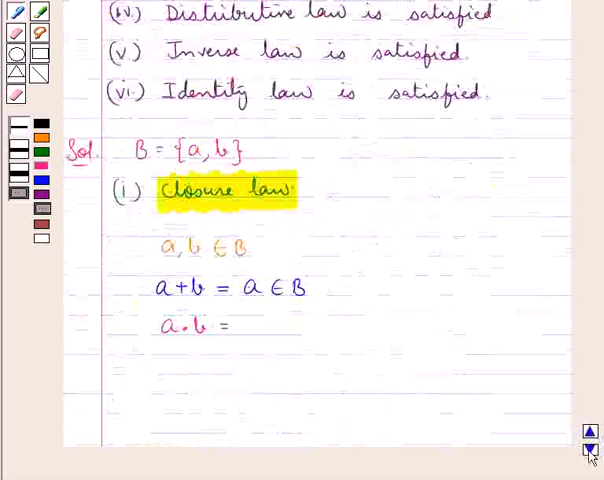 (iv.) Distributive law is satisfied
(v) Inverse law is satisfied.
(vi.) Identity law is satisfied.
Sol. B = {a, b}
(i) Closure law:
a, b ∈ B
a + b = a ∈ B
a . b =